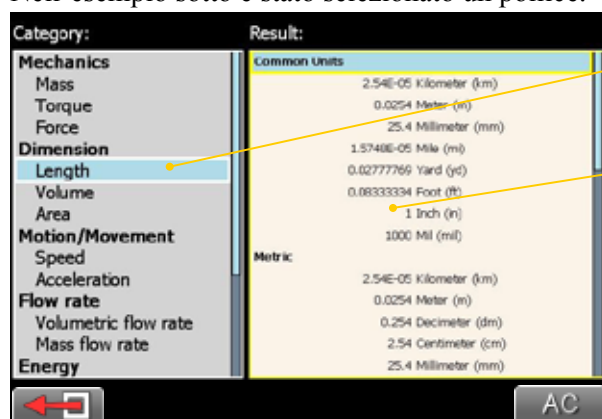 Nell'esempio sotto è stato selezionato un pollice.
Category:
Mechanics
Mass
Torque
Force
Dimension
Length
Volume
Area
Motion/Movement
Speed
Acceleration
Flow rate
Volumetric flow rate
Mass flow rate
Energy
Result:
Common Units
2.54E-05 Kilometer (km)
0.0254 Meter (m)
25.4 Millimeter (mm)
1.5748E-05 Mile (mi)
0.02777769 Yard (yd)
0.08333334 Foot (ft)
1 Inch (in)
1000 Mil (mil)
Metric
2.54E-05 Kilometer (km)
0.0254 Meter (m)
0.254 Decimeter (dm)
2.54 Centimeter (cm)
25.4 Millimeter (mm)
AC